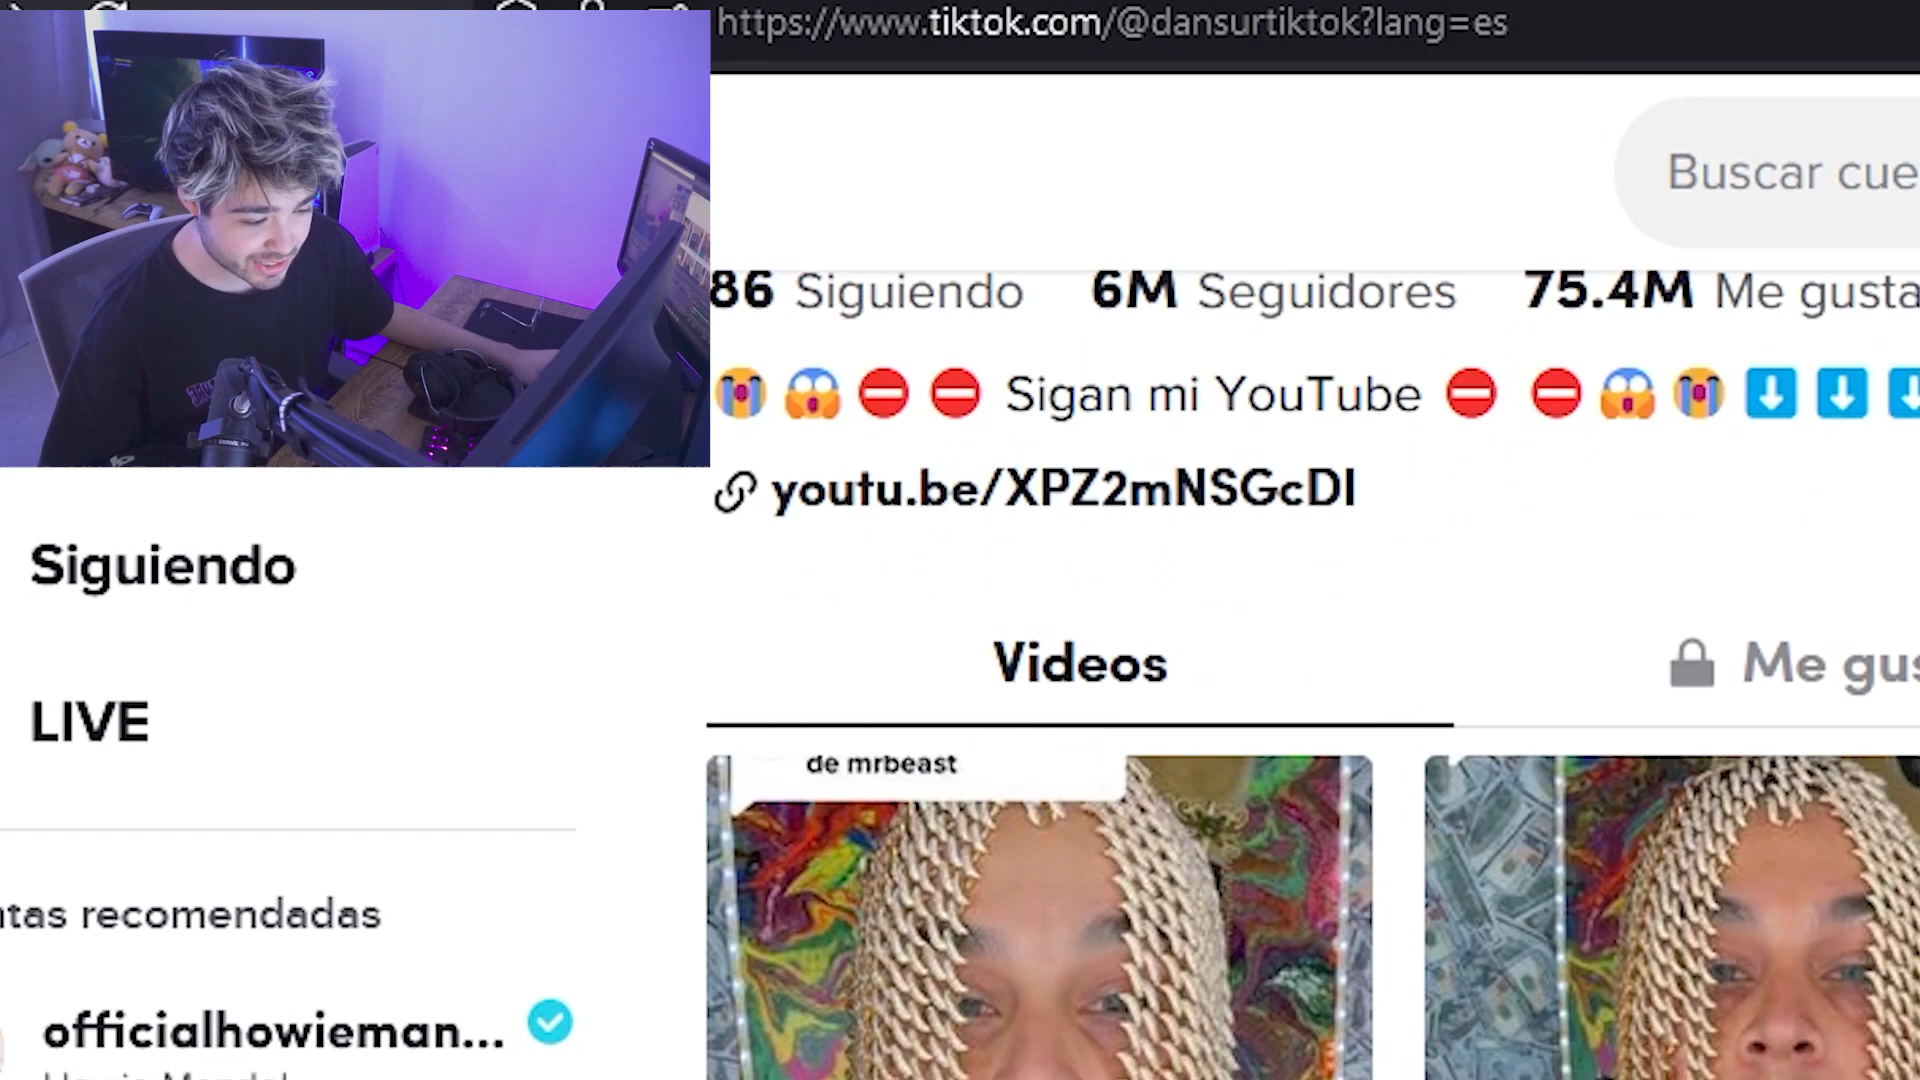 https://www.tiktok.com/@dansurtiktok?lang=es
Buscar cue
86 Siguiendo 6M Seguidores 75.4M Me gusta
😭😱⛔⛔ Sigan mi YouTube ⛔⛔😱😭⬇️⬇️⬇
youtu.be/XPZ2mNSGcDI
Siguiendo
LIVE
Videos
Me gus
de mrbeast
ntas recomendadas
officialhowieman...